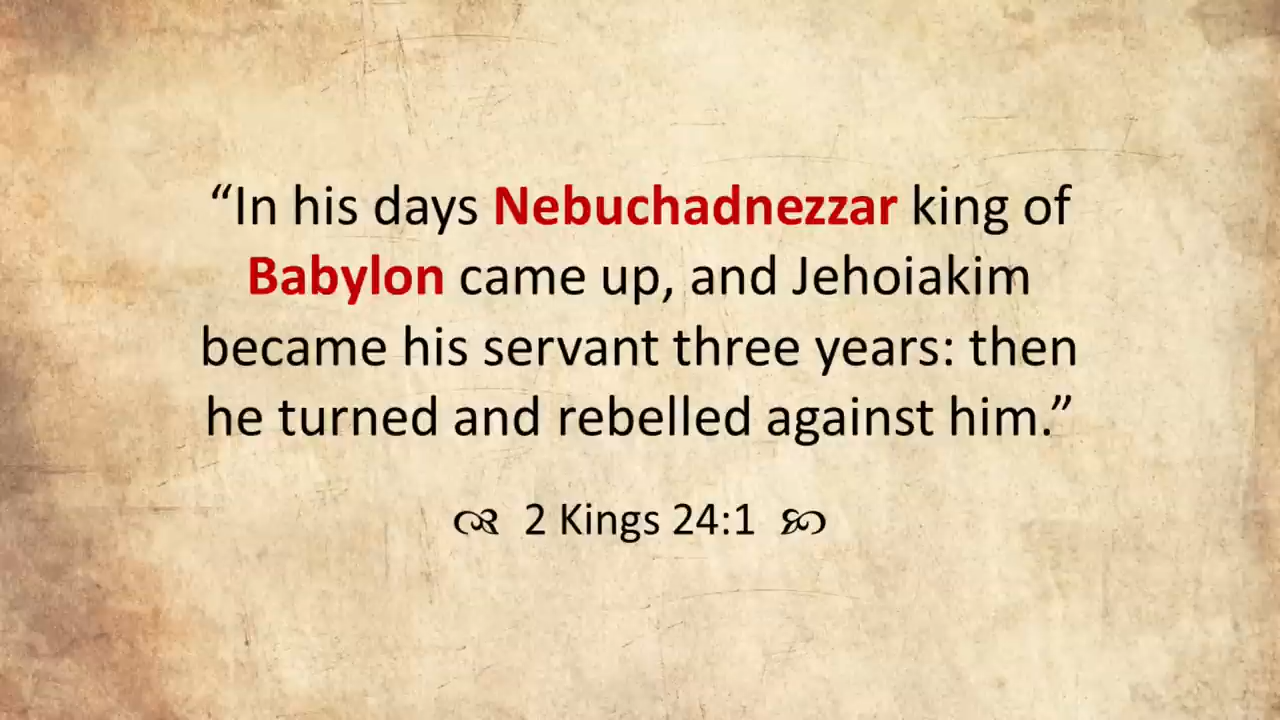 “In his days Nebuchadnezzar king of
Babylon came up, and Jehoiakim
became his servant three years: then
he turned and rebelled against him.”
2 Kings 24:1